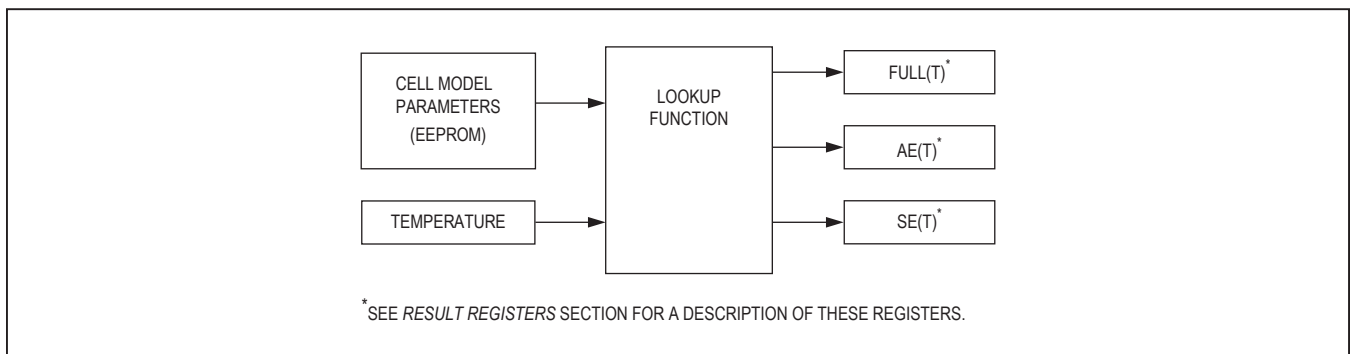 CELL MODEL
PARAMETERS
(EEPROM)
TEMPERATURE
LOOKUP
FUNCTION
FULL(T)*
AE(T)*
SE(T)*
*SEE RESULT REGISTERS SECTION FOR A DESCRIPTION OF THESE REGISTERS.